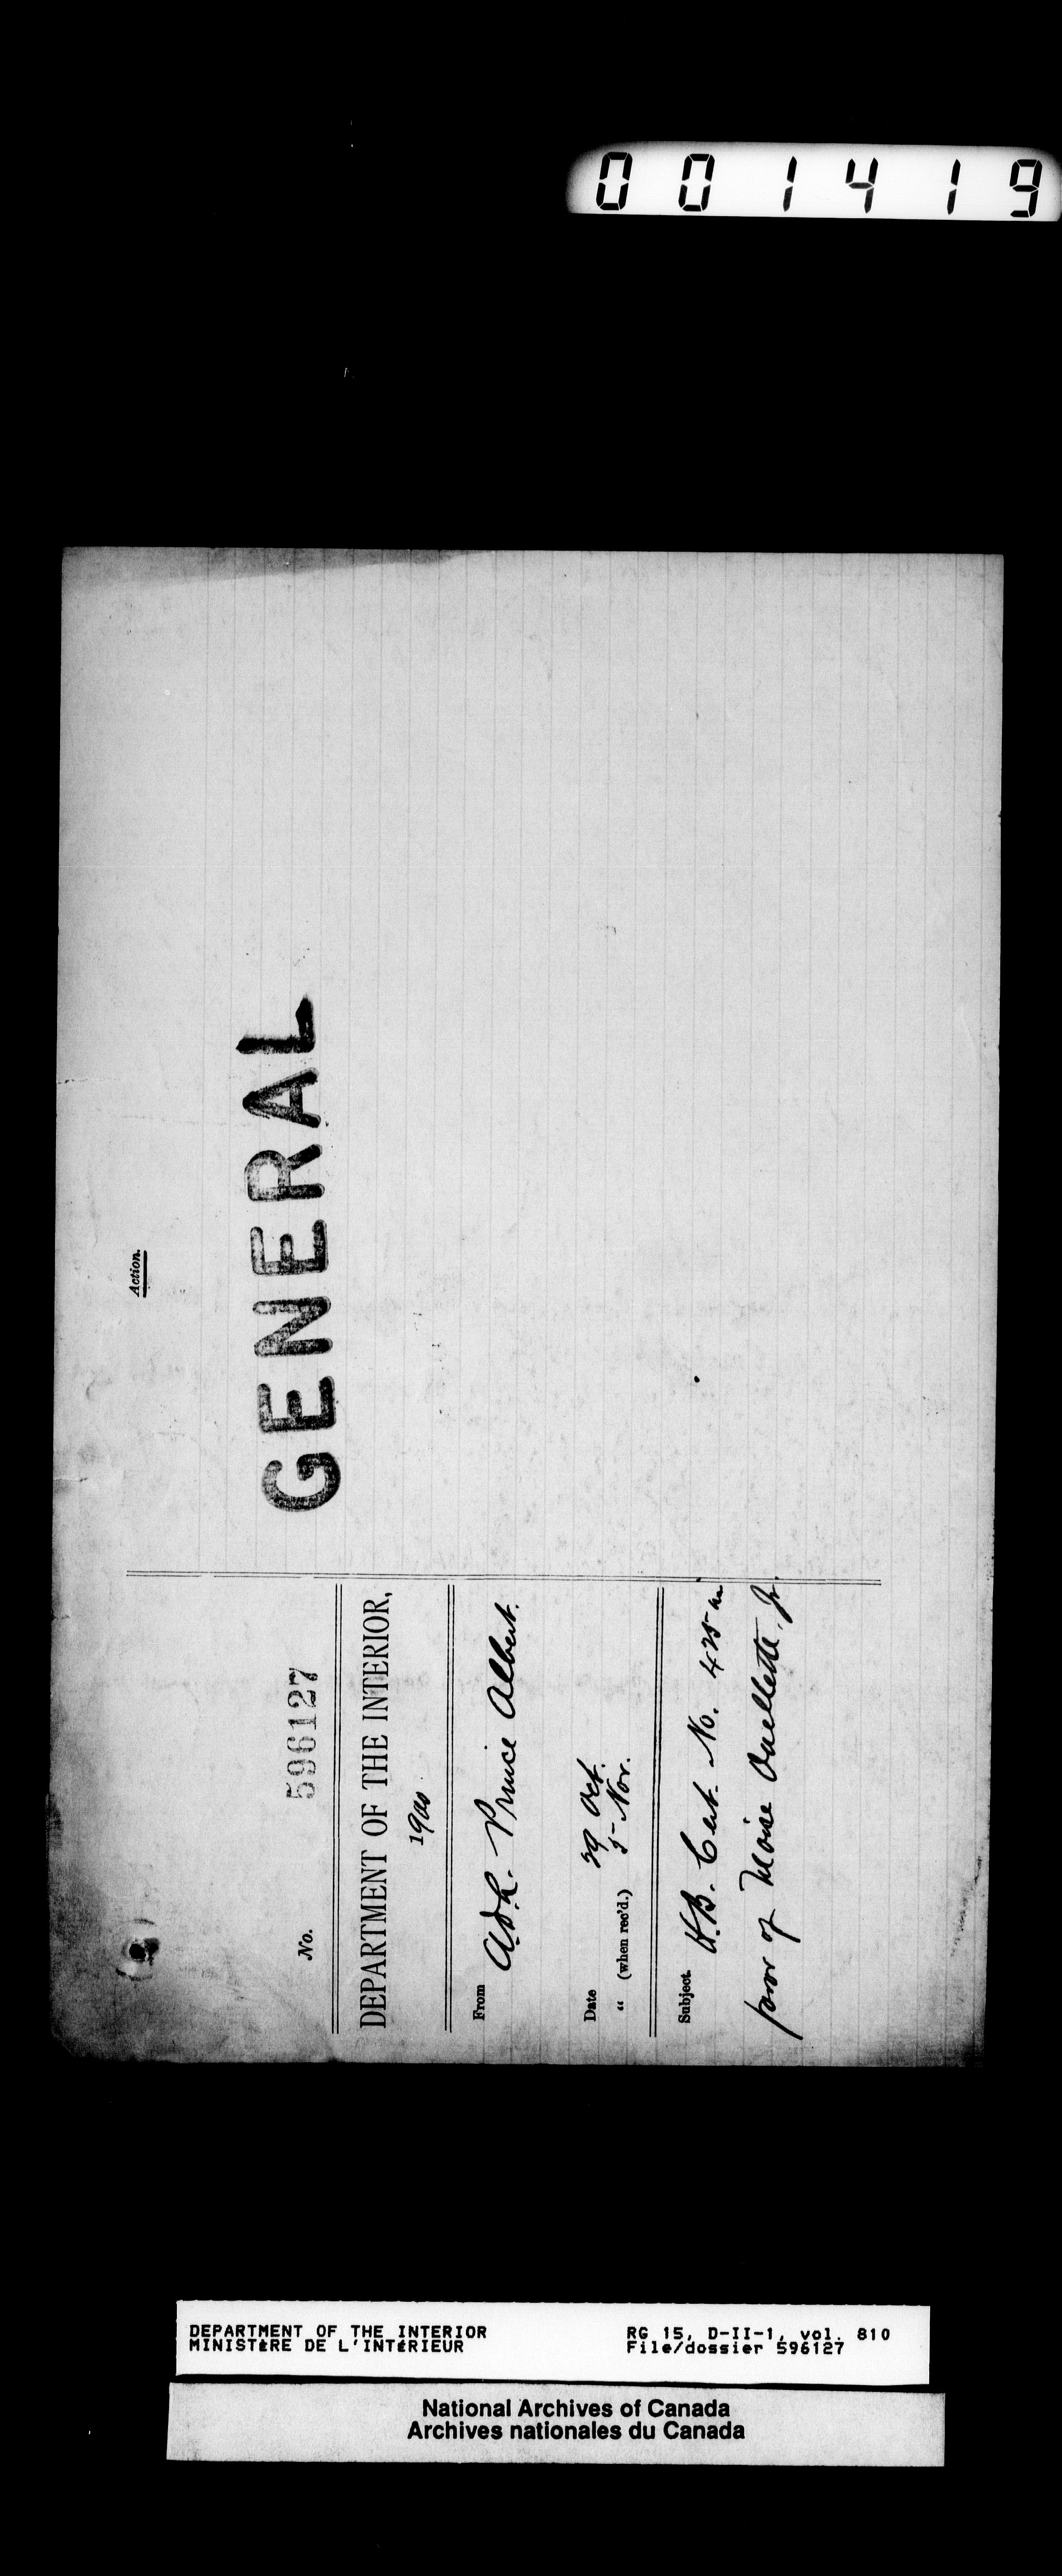 001419
Action.
GENERAL
No. 596127
DEPARTMENT OF THE INTERIOR,
1900
From A.D.L. Prince Albert.
Date 29 Oct.
" (when rec'd.) 5 Nov.
Subject. H.B. Cert. No. 425 in
favor of Moise Ouellette, Jr.
DEPARTMENT OF THE INTERIOR
MINISTÈRE DE L'INTÉRIEUR
RG 15, D-II-1, vol. 810
File/dossier 596127
National Archives of Canada
Archives nationales du Canada